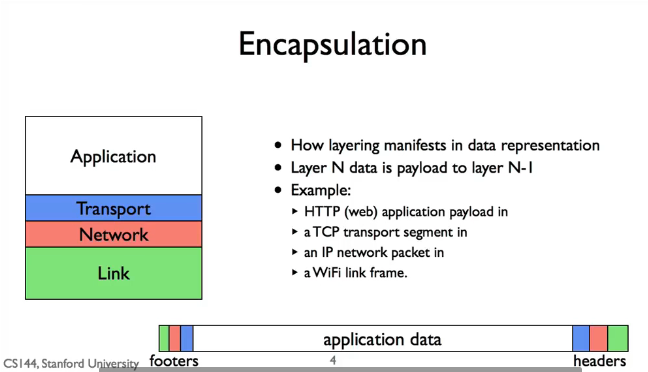 Encapsulation
Application
Transport
Network
Link
• How layering manifests in data representation
• Layer N data is payload to layer N-1
• Example:
‣ HTTP (web) application payload in
‣ a TCP transport segment in
‣ an IP network packet in
‣ a WiFi link frame.
application data
CS144, Stanford University
footers
4
headers